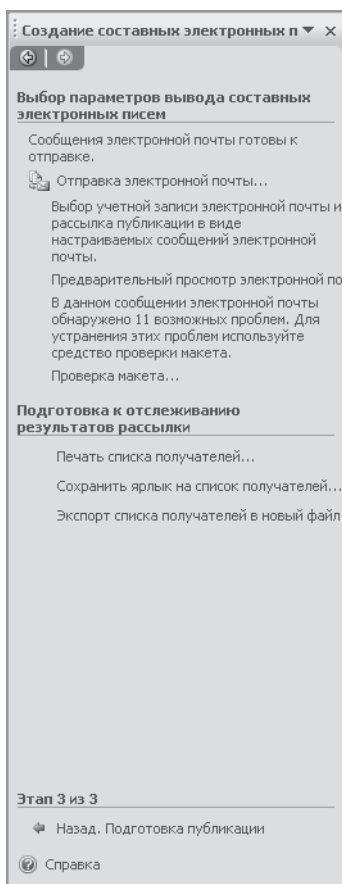 Создание составных электронных п
Выбор параметров вывода составных
электронных писем
Сообщения электронной почты готовы к
отправке.
Отправка электронной почты...
Выбор учетной записи электронной почты и
рассылка публикации в виде
настраиваемых сообщений электронной
почты.
Предварительный просмотр электронной по
В данном сообщении электронной почты
обнаружено 11 возможных проблем. Для
устранения этих проблем используйте
средство проверки макета.
Проверка макета...
Подготовка к отслеживанию
результатов рассылки
Печать списка получателей...
Сохранить ярлык на список получателей...
Экспорт списка получателей в новый файл
Этап 3 из 3
Назад. Подготовка публикации
Справка